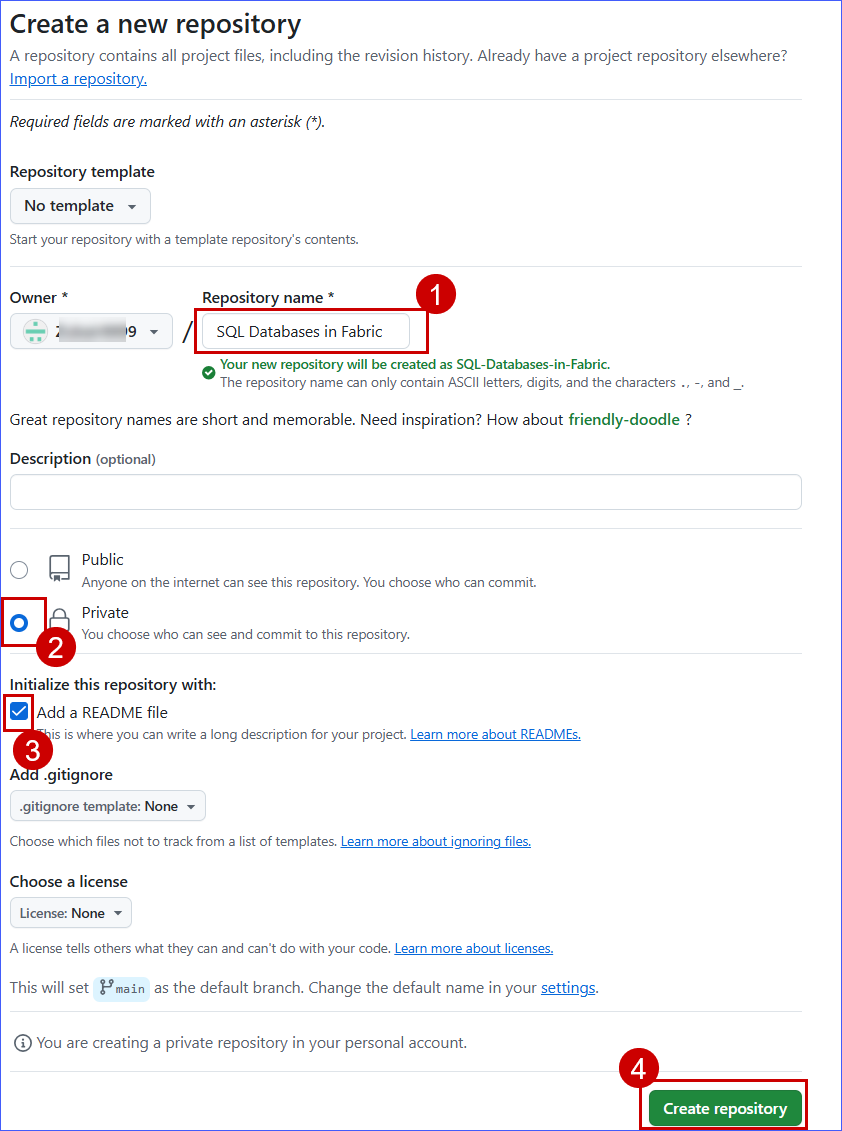 Create a new repository
A repository contains all project files, including the revision history. Already have a project repository elsewhere?
Import a repository.
Required fields are marked with an asterisk (*).
Repository template
No template
Start your repository with a template repository's contents.
Owner *
Repository name *
1
/
SQL Databases in Fabric
Your new repository will be created as SQL-Databases-in-Fabric.
The repository name can only contain ASCII letters, digits, and the characters ., -, and _.
Great repository names are short and memorable. Need inspiration? How about friendly-doodle ?
Description (optional)
Public
Anyone on the internet can see this repository. You choose who can commit.
Private
You choose who can see and commit to this repository.
2
Initialize this repository with:
Add a README file
This is where you can write a long description for your project. Learn more about READMEs.
3
Add .gitignore
.gitignore template: None
Choose which files not to track from a list of templates. Learn more about ignoring files.
Choose a license
License: None
A license tells others what they can and can't do with your code. Learn more about licenses.
This will set main as the default branch. Change the default name in your settings.
You are creating a private repository in your personal account.
4
Create repository